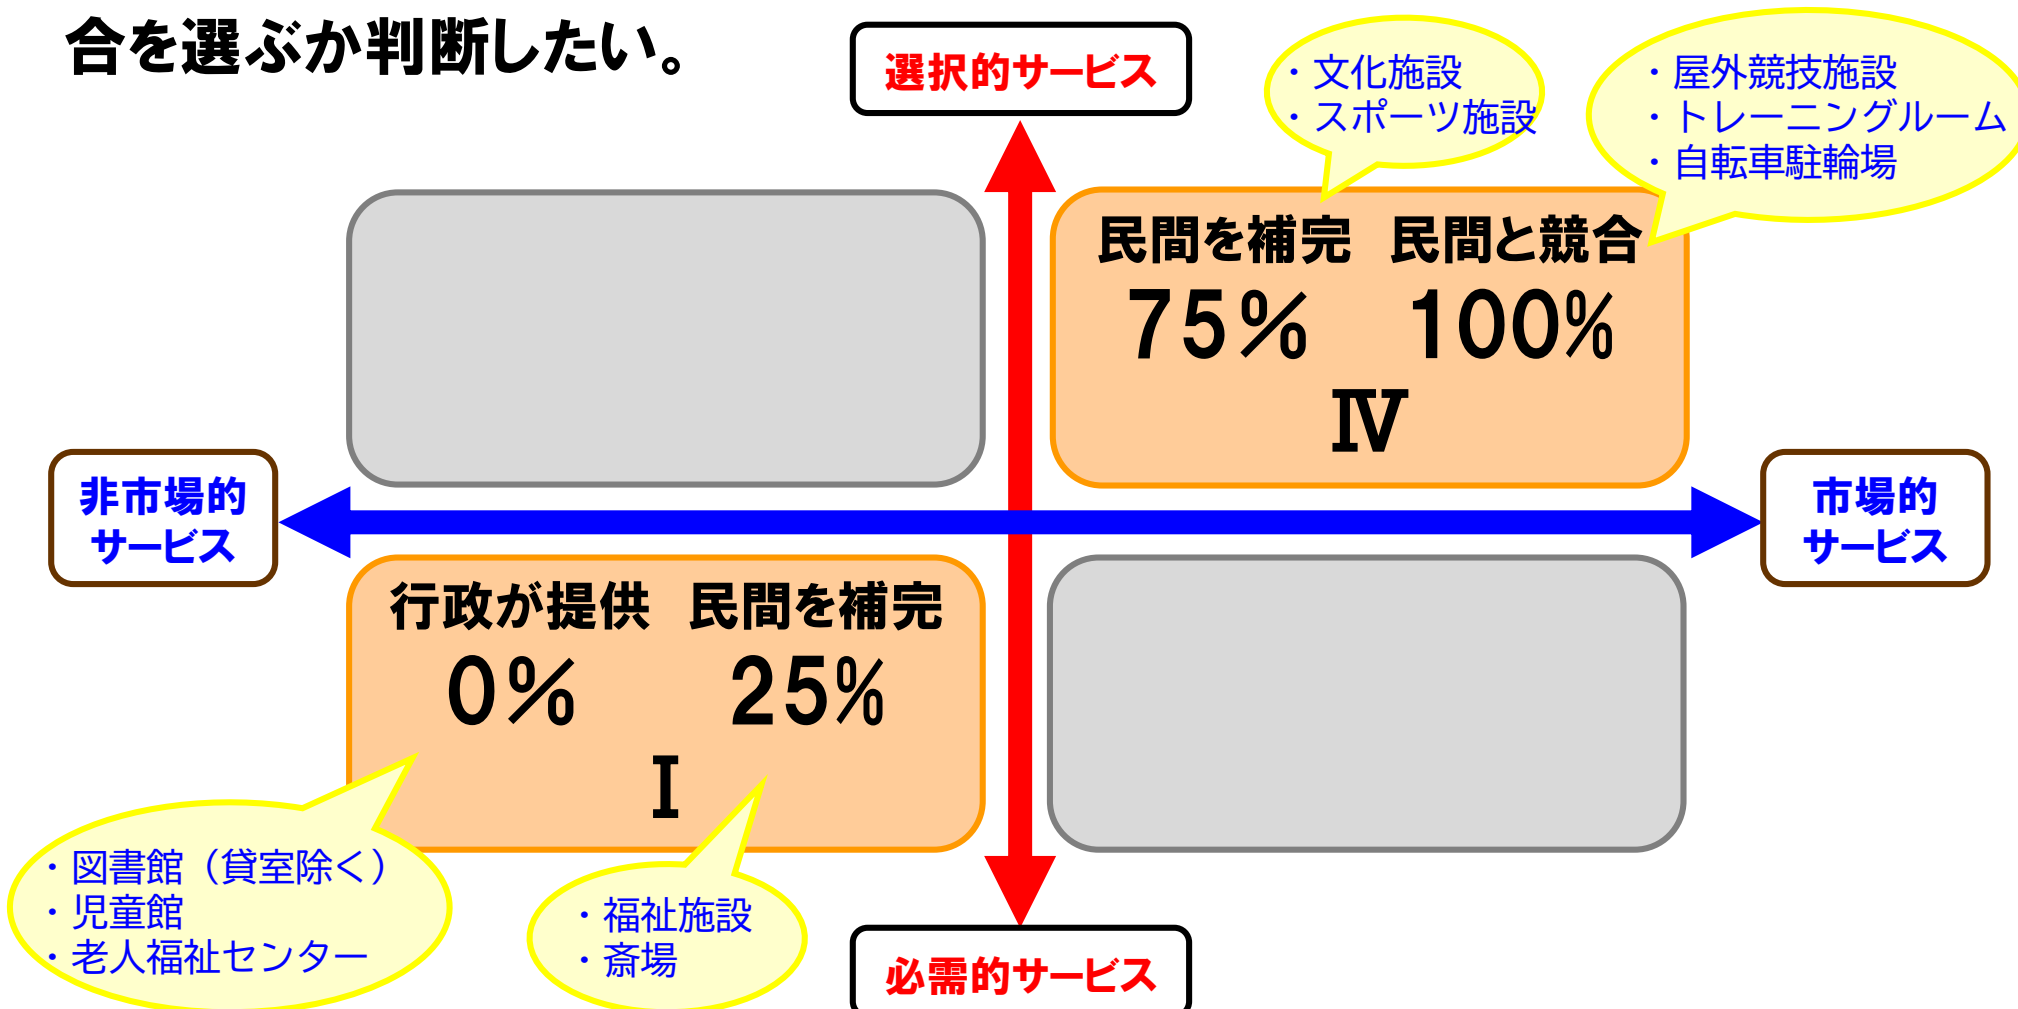 合を選ぶか判断したい。
選択的サービス
・文化施設
・スポーツ施設
・屋外競技施設
・トレーニングルーム
・自転車駐輪場
民間を補完 民間と競合
75% 100%
Ⅳ
非市場的
サービス
市場的
サービス
行政が提供 民間を補完
0% 25%
Ⅰ
・図書館（貸室除く）
・児童館
・老人福祉センター
・福祉施設
・斎場
必需的サービス